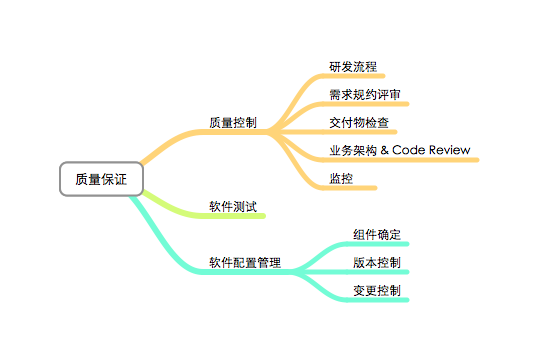 质量保证
质量控制
研发流程
需求规约评审
交付物检查
业务架构 & Code Review
监控
软件测试
软件配置管理
组件确定
版本控制
变更控制